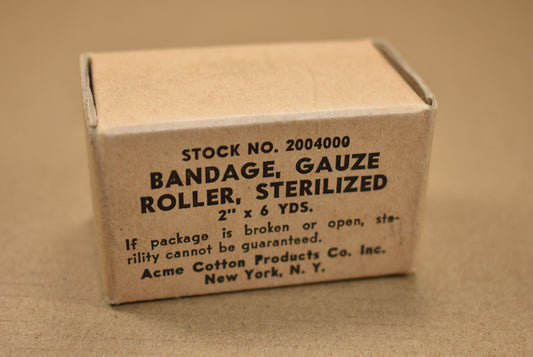 STOCK NO. 2004000
BANDAGE, GAUZE
ROLLER, STERILIZED
2" x 6 YDS.
If package is broken or open, ste-
rility cannot be guaranteed.
Acme Cotton Products Co. Inc.
New York, N. Y.